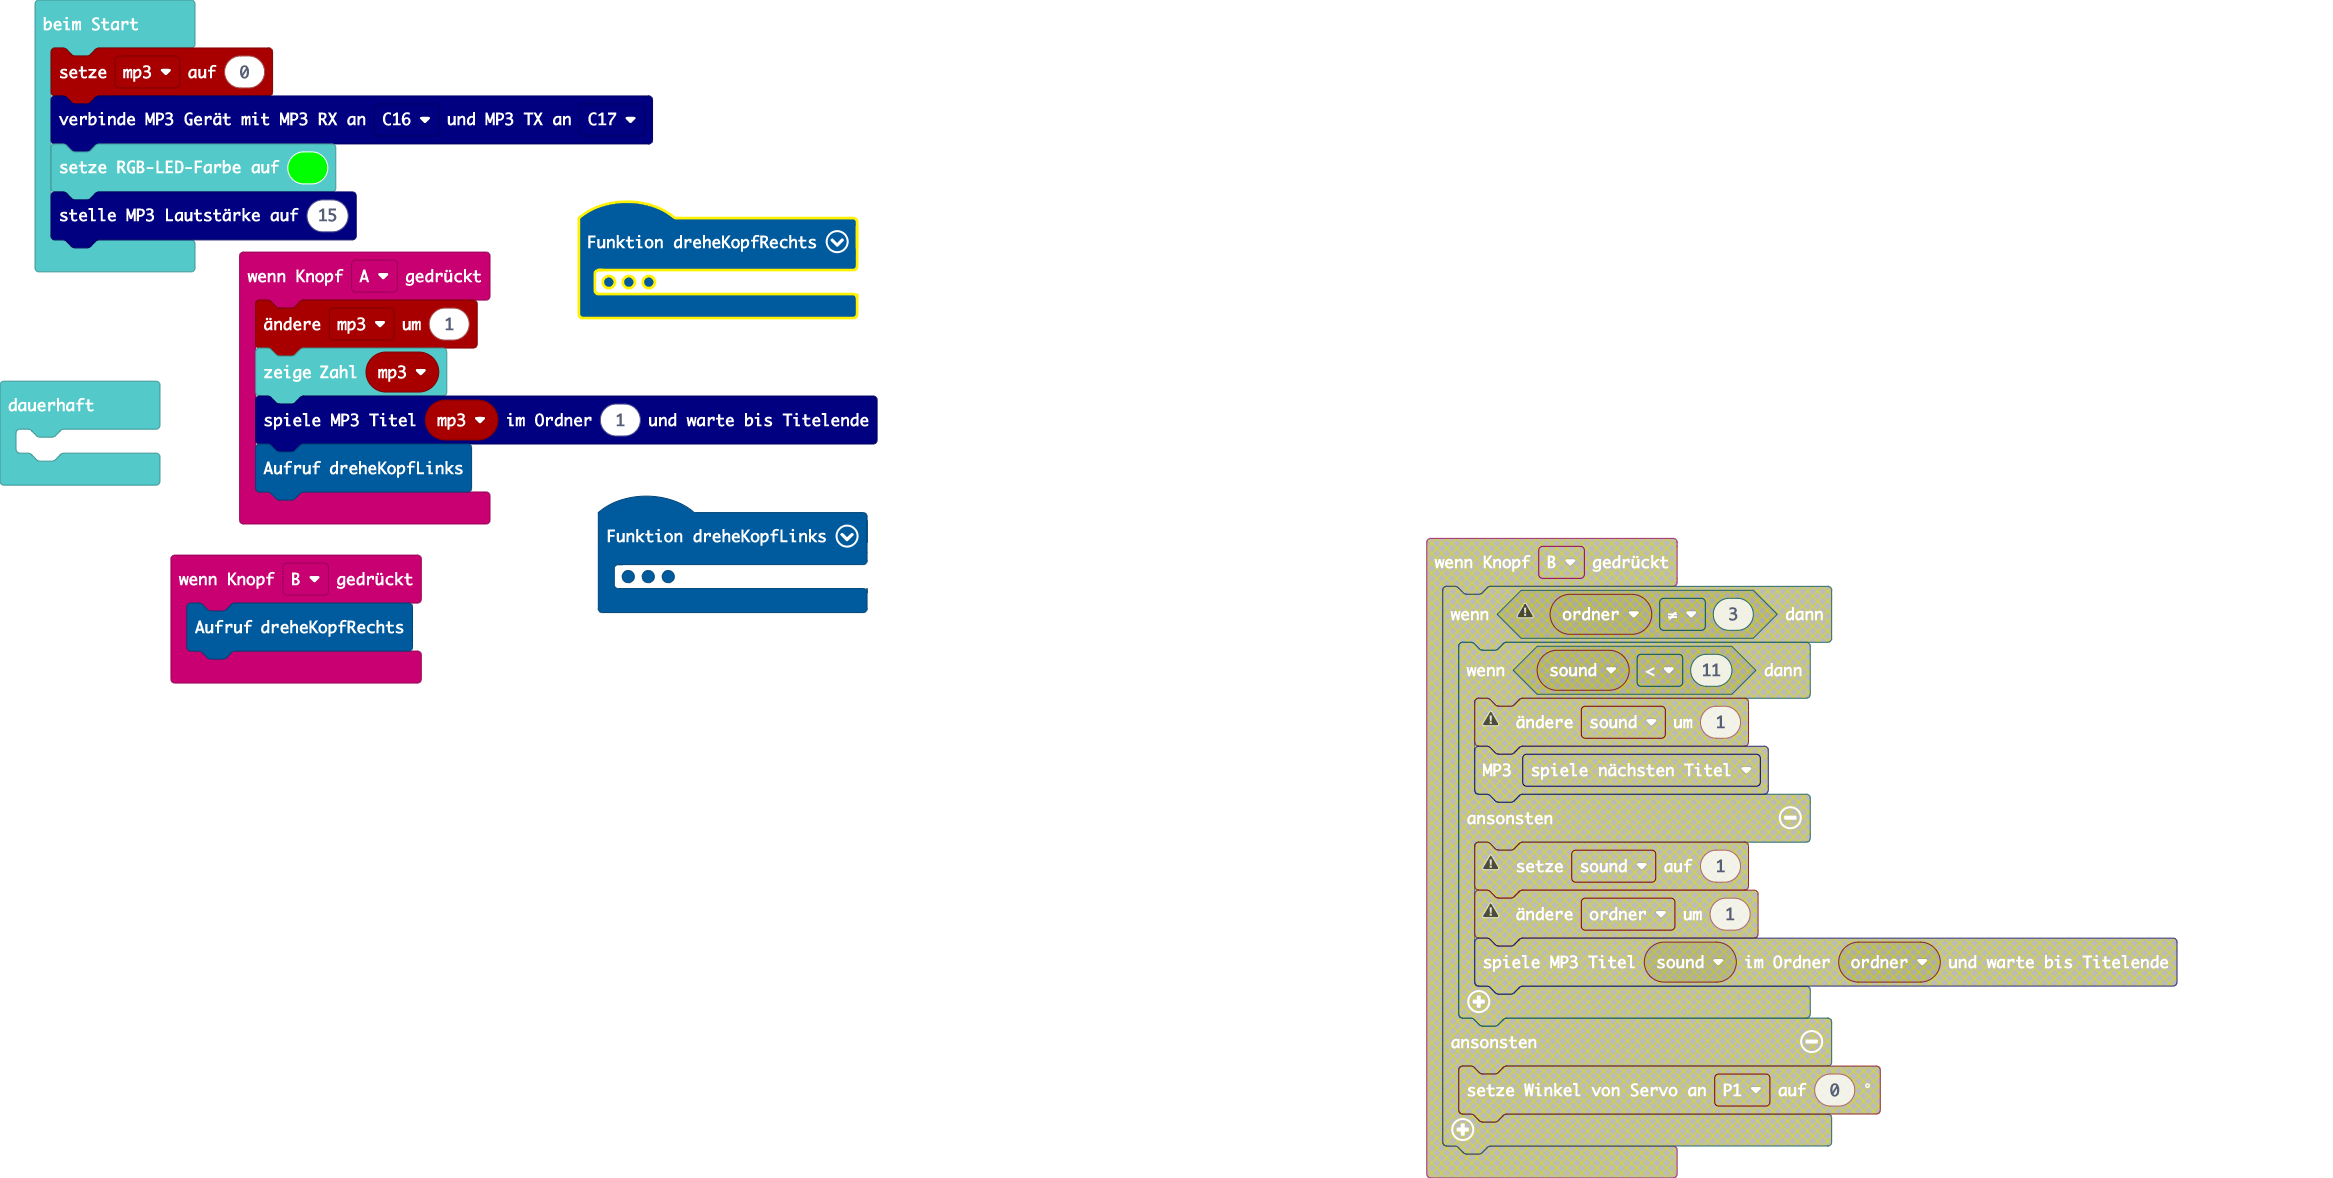 beim Start
setze mp3 auf 0
verbinde MP3 Gerät mit MP3 RX an C16 und MP3 TX an C17
setze RGB-LED-Farbe auf
stelle MP3 Lautstärke auf 15
Funktion dreheKopfRechts
wenn Knopf A gedrückt
ändere mp3 um 1
zeige Zahl mp3
spiele MP3 Titel mp3 im Ordner 1 und warte bis Titelende
Aufruf dreheKopfLinks
dauerhaft
Funktion dreheKopfLinks
wenn Knopf B gedrückt
Aufruf dreheKopfRechts
wenn Knopf B gedrückt
wenn ordner ≠ 3 dann
wenn sound < 11 dann
ändere sound um 1
MP3 spiele nächsten Titel
ansonsten
setze sound auf 1
ändere ordner um 1
spiele MP3 Titel sound im Ordner ordner und warte bis Titelende
ansonsten
setze Winkel von Servo an P1 auf 0 °